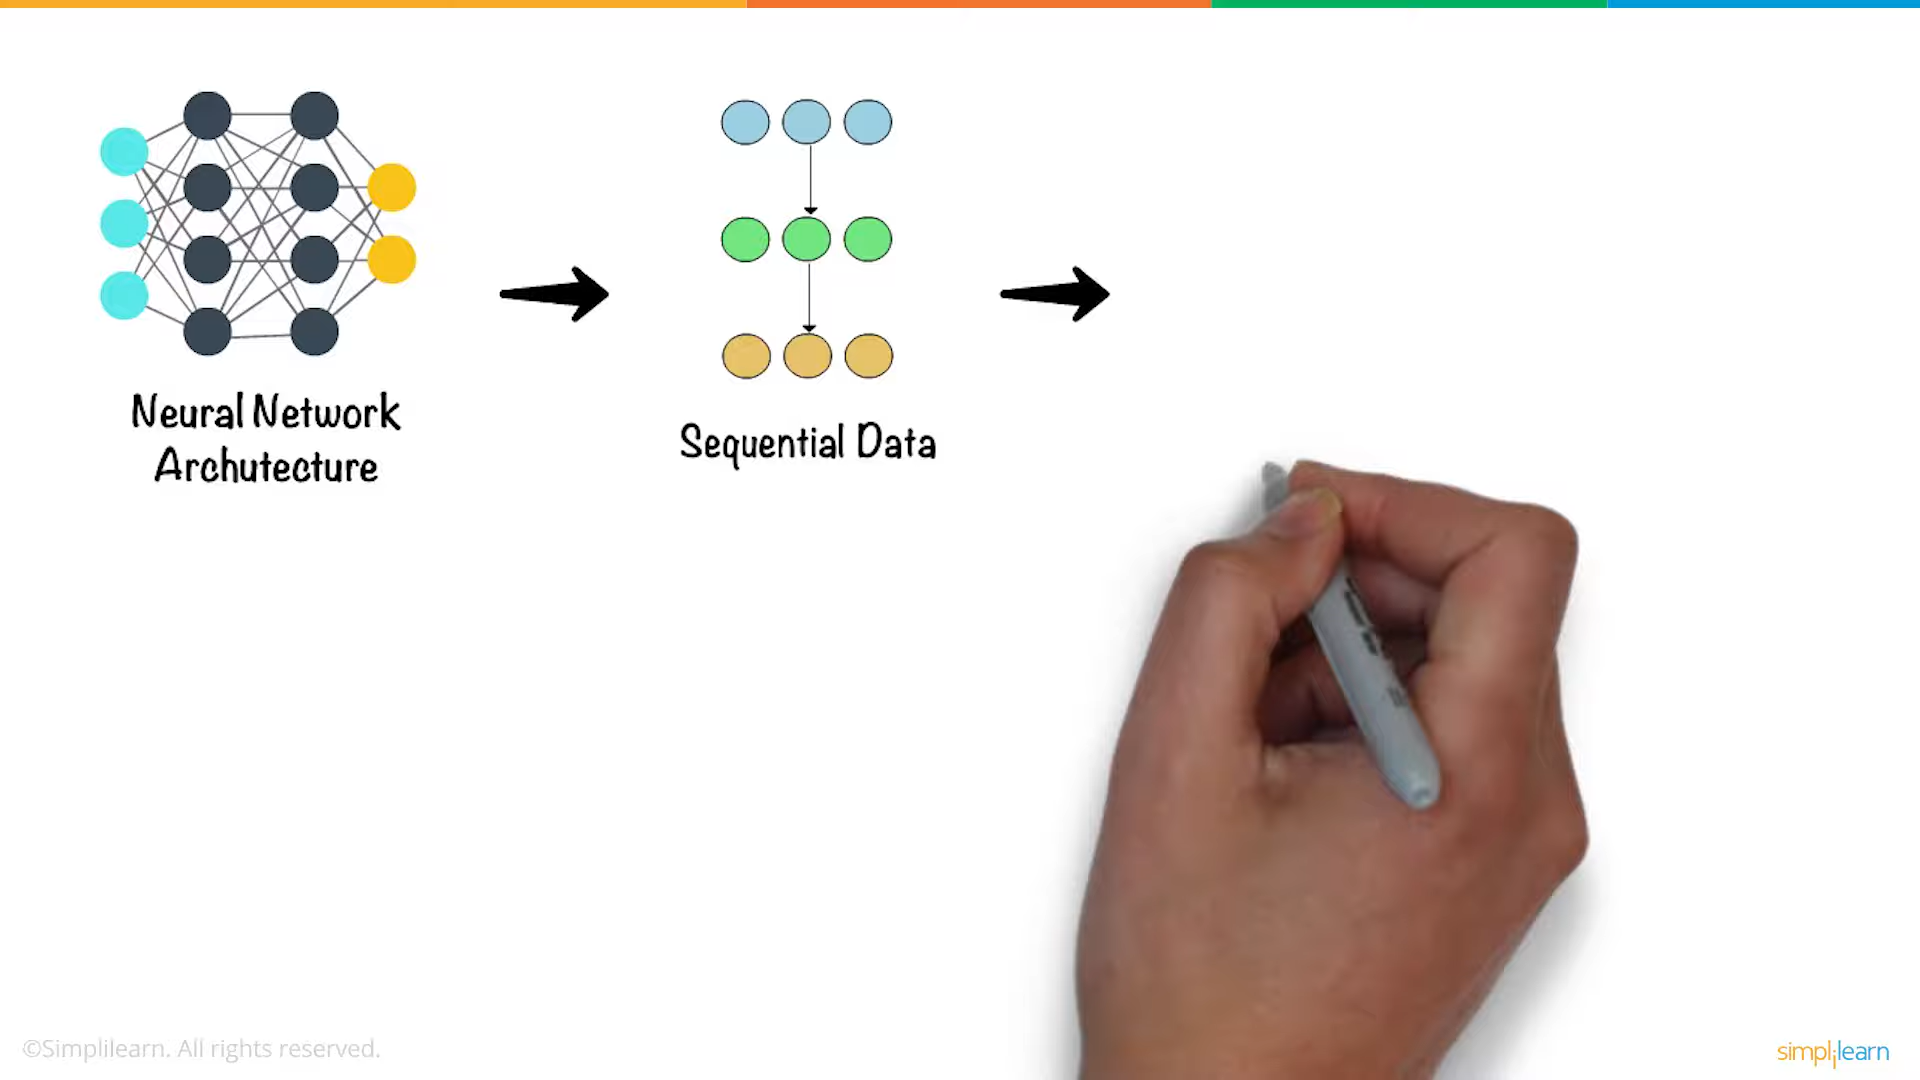 Neural Network
Archutecture
Sequential Data
©Simplilearn. All rights reserved.
simplilearn